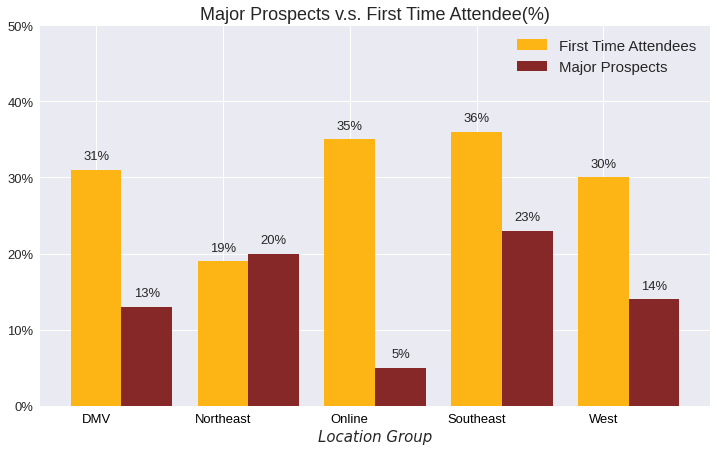 Major Prospects v.s. First Time Attendee(%)
50%
40%
30%
20%
10%
0%
First Time Attendees
Major Prospects
31%
13%
19%
20%
35%
5%
36%
23%
30%
14%
DMV
Northeast
Online
Southeast
West
Location Group